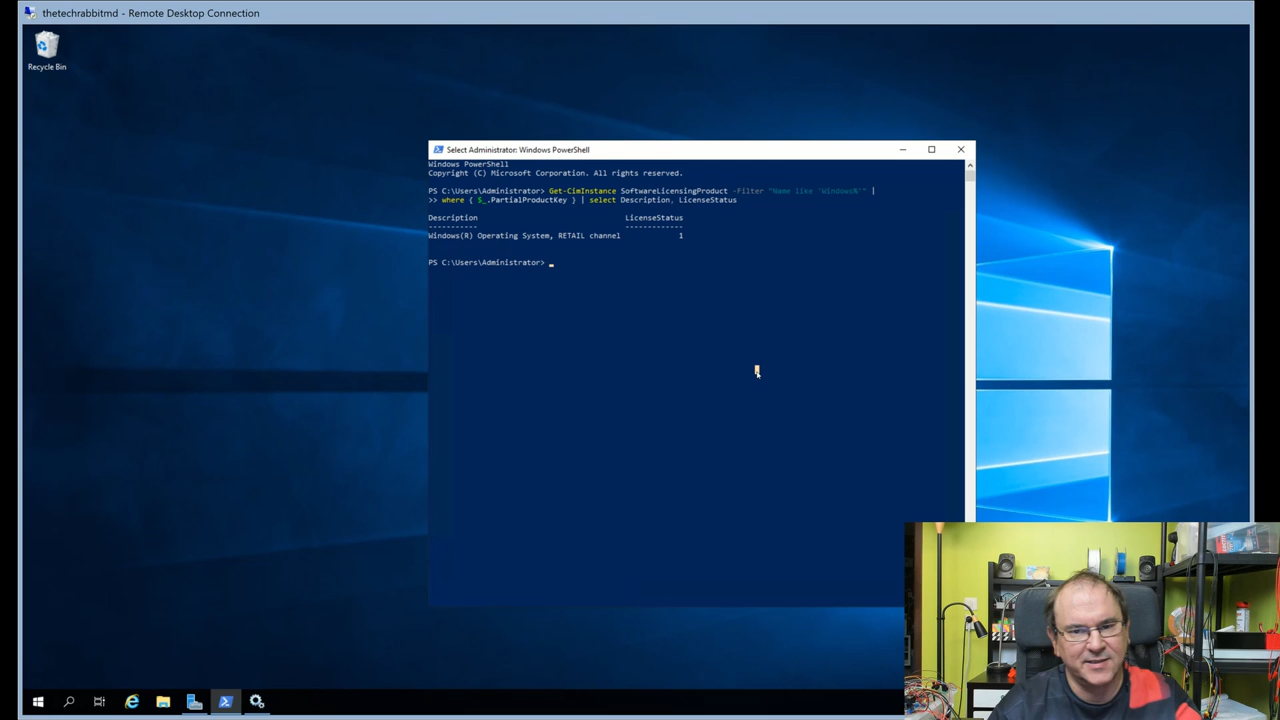 thetechrabbitmd - Remote Desktop Connection
Recycle Bin
Select Administrator: Windows PowerShell
Windows PowerShell
Copyright (C) Microsoft Corporation. All rights reserved.
PS C:\Users\Administrator> Get-CimInstance SoftwareLicensingProduct -Filter "Name like 'Windows%'" |
>> where { $_.PartialProductKey } | select Description, LicenseStatus
Description LicenseStatus
----------- -------------
Windows(R) Operating System, RETAIL channel 1
PS C:\Users\Administrator> _